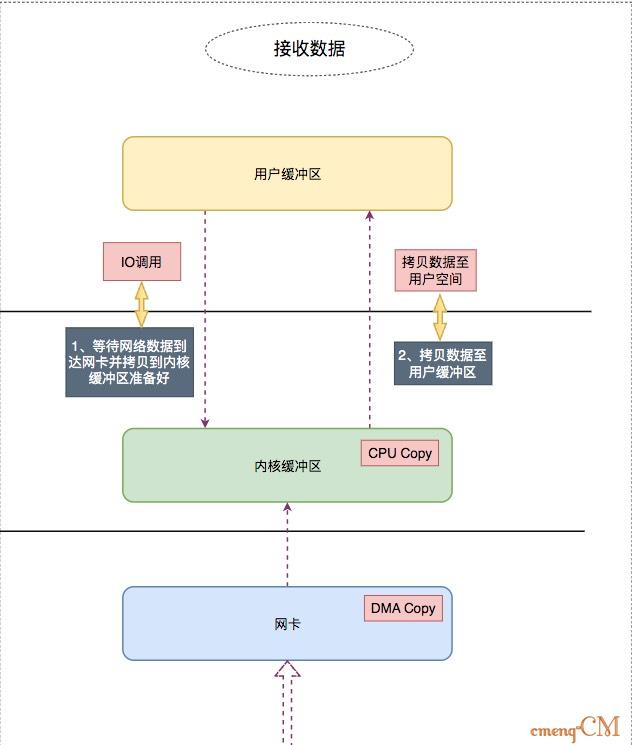 接收数据
用户缓冲区
IO调用
拷贝数据至
用户空间
1、等待网络数据到
达网卡并拷贝到内核
缓冲区准备好
2、拷贝数据至
用户缓冲区
CPU Copy
内核缓冲区
DMA Copy
网卡
cmeng-CM